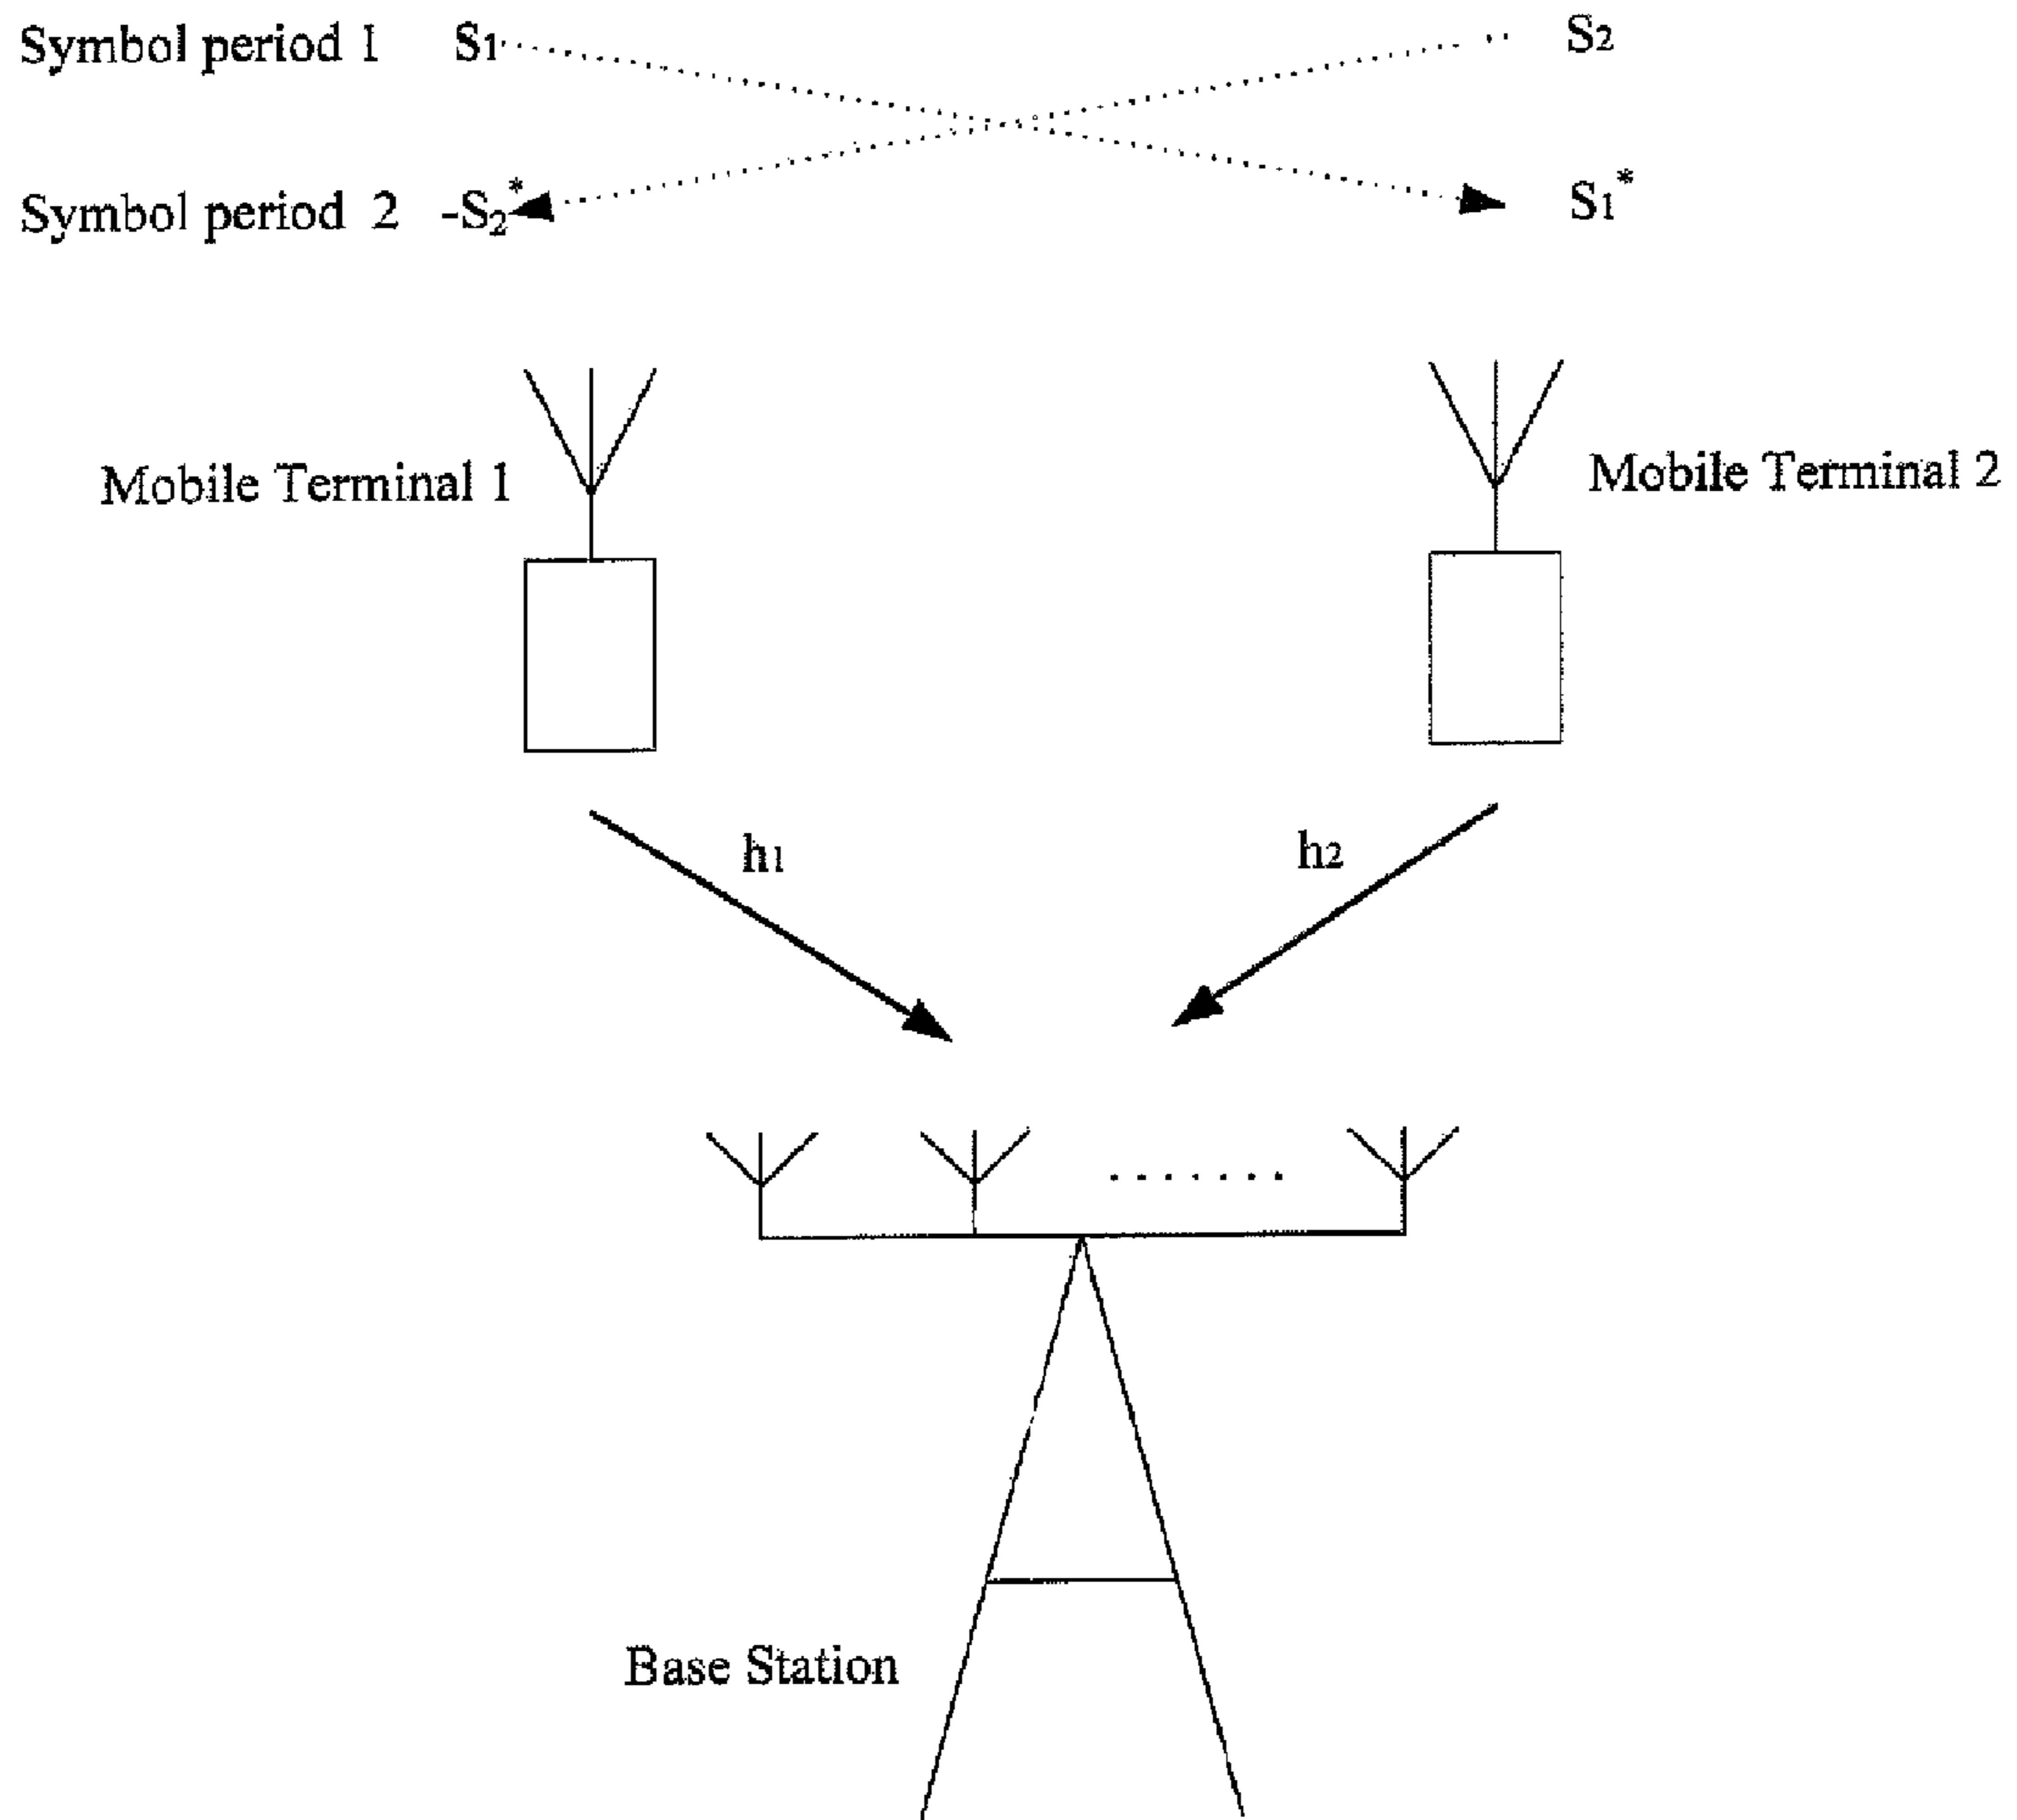 Symbol period 1 S1 S2
Symbol period 2 -S2* S1*
Mobile Terminal 1
Mobile Terminal 2
h1
h2
Base Station